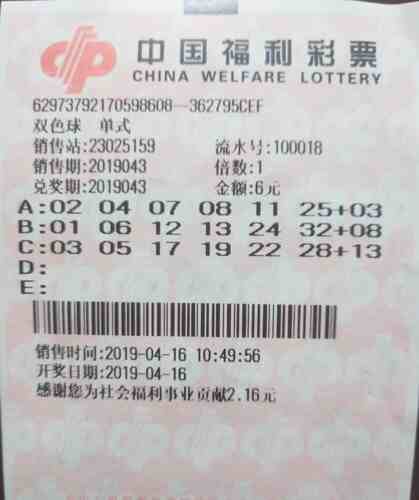 中国福利彩票
CHINA WELFARE LOTTERY
62973792170598608-362795CEF
双色球 单式
销售站:23025159 流水号:100018
销售期:2019043 倍数:1
兑奖期:2019043 金额:6元
A:02 04 07 08 11 25+03
B:01 06 12 13 24 32+08
C:03 05 17 19 22 28+13
D:
E:
销售时间:2019-04-16 10:49:56
开奖日期:2019-04-16
感谢您为社会福利事业贡献2.16元